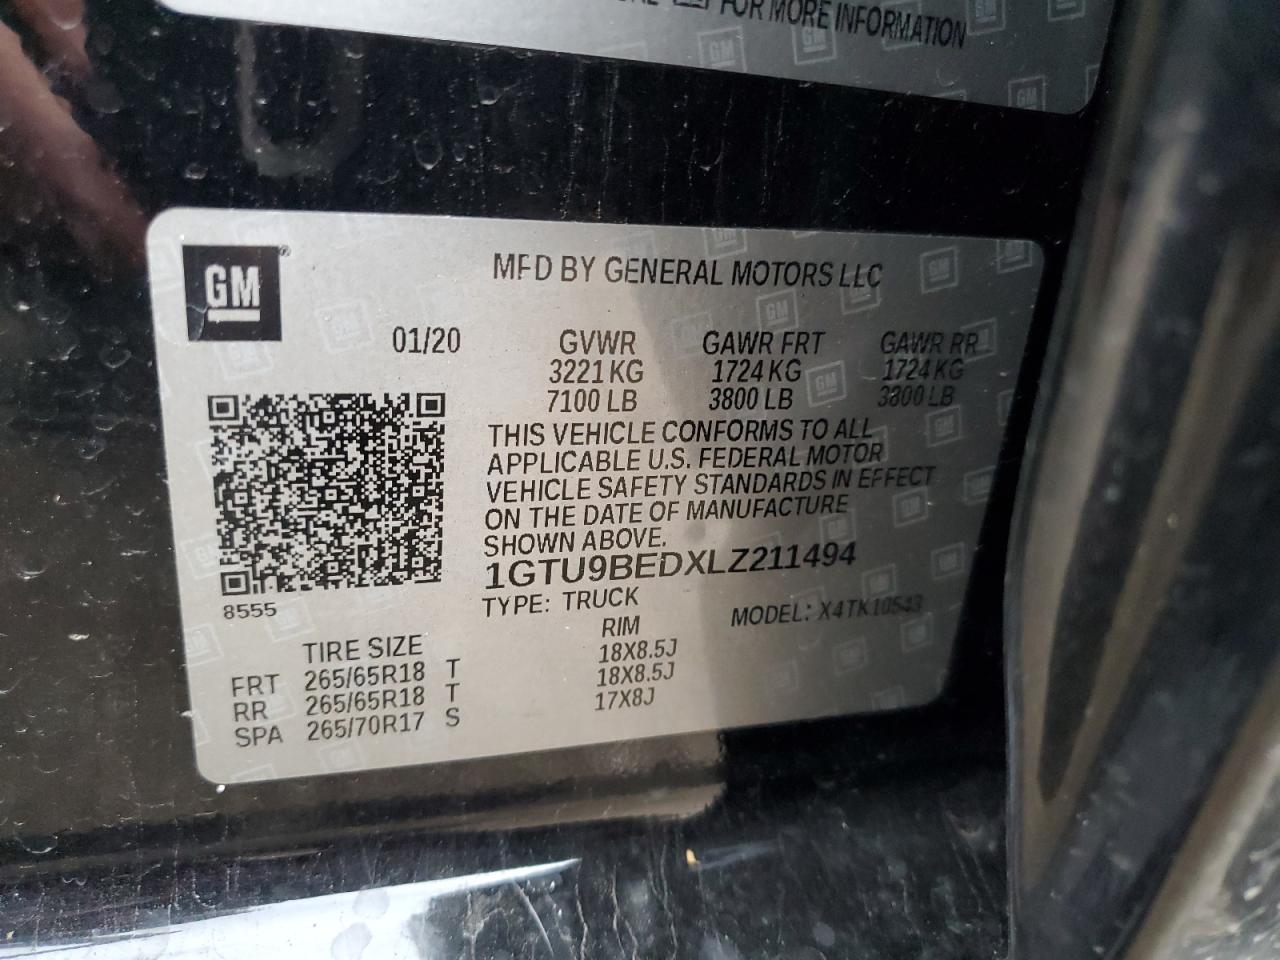 FOR MORE INFORMATION
GM
MFD BY GENERAL MOTORS LLC
01/20
GVWR GAWR FRT GAWR RR
3221 KG 1724 KG 1724 KG
7100 LB 3800 LB 3800 LB
THIS VEHICLE CONFORMS TO ALL
APPLICABLE U.S. FEDERAL MOTOR
VEHICLE SAFETY STANDARDS IN EFFECT
ON THE DATE OF MANUFACTURE
SHOWN ABOVE.
1GTU9BEDXLZ211494
8555
TYPE: TRUCK MODEL: X4TK10543
TIRE SIZE RIM
FRT 265/65R18 T 18X8.5J
RR 265/65R18 T 18X8.5J
SPA 265/70R17 S 17X8J